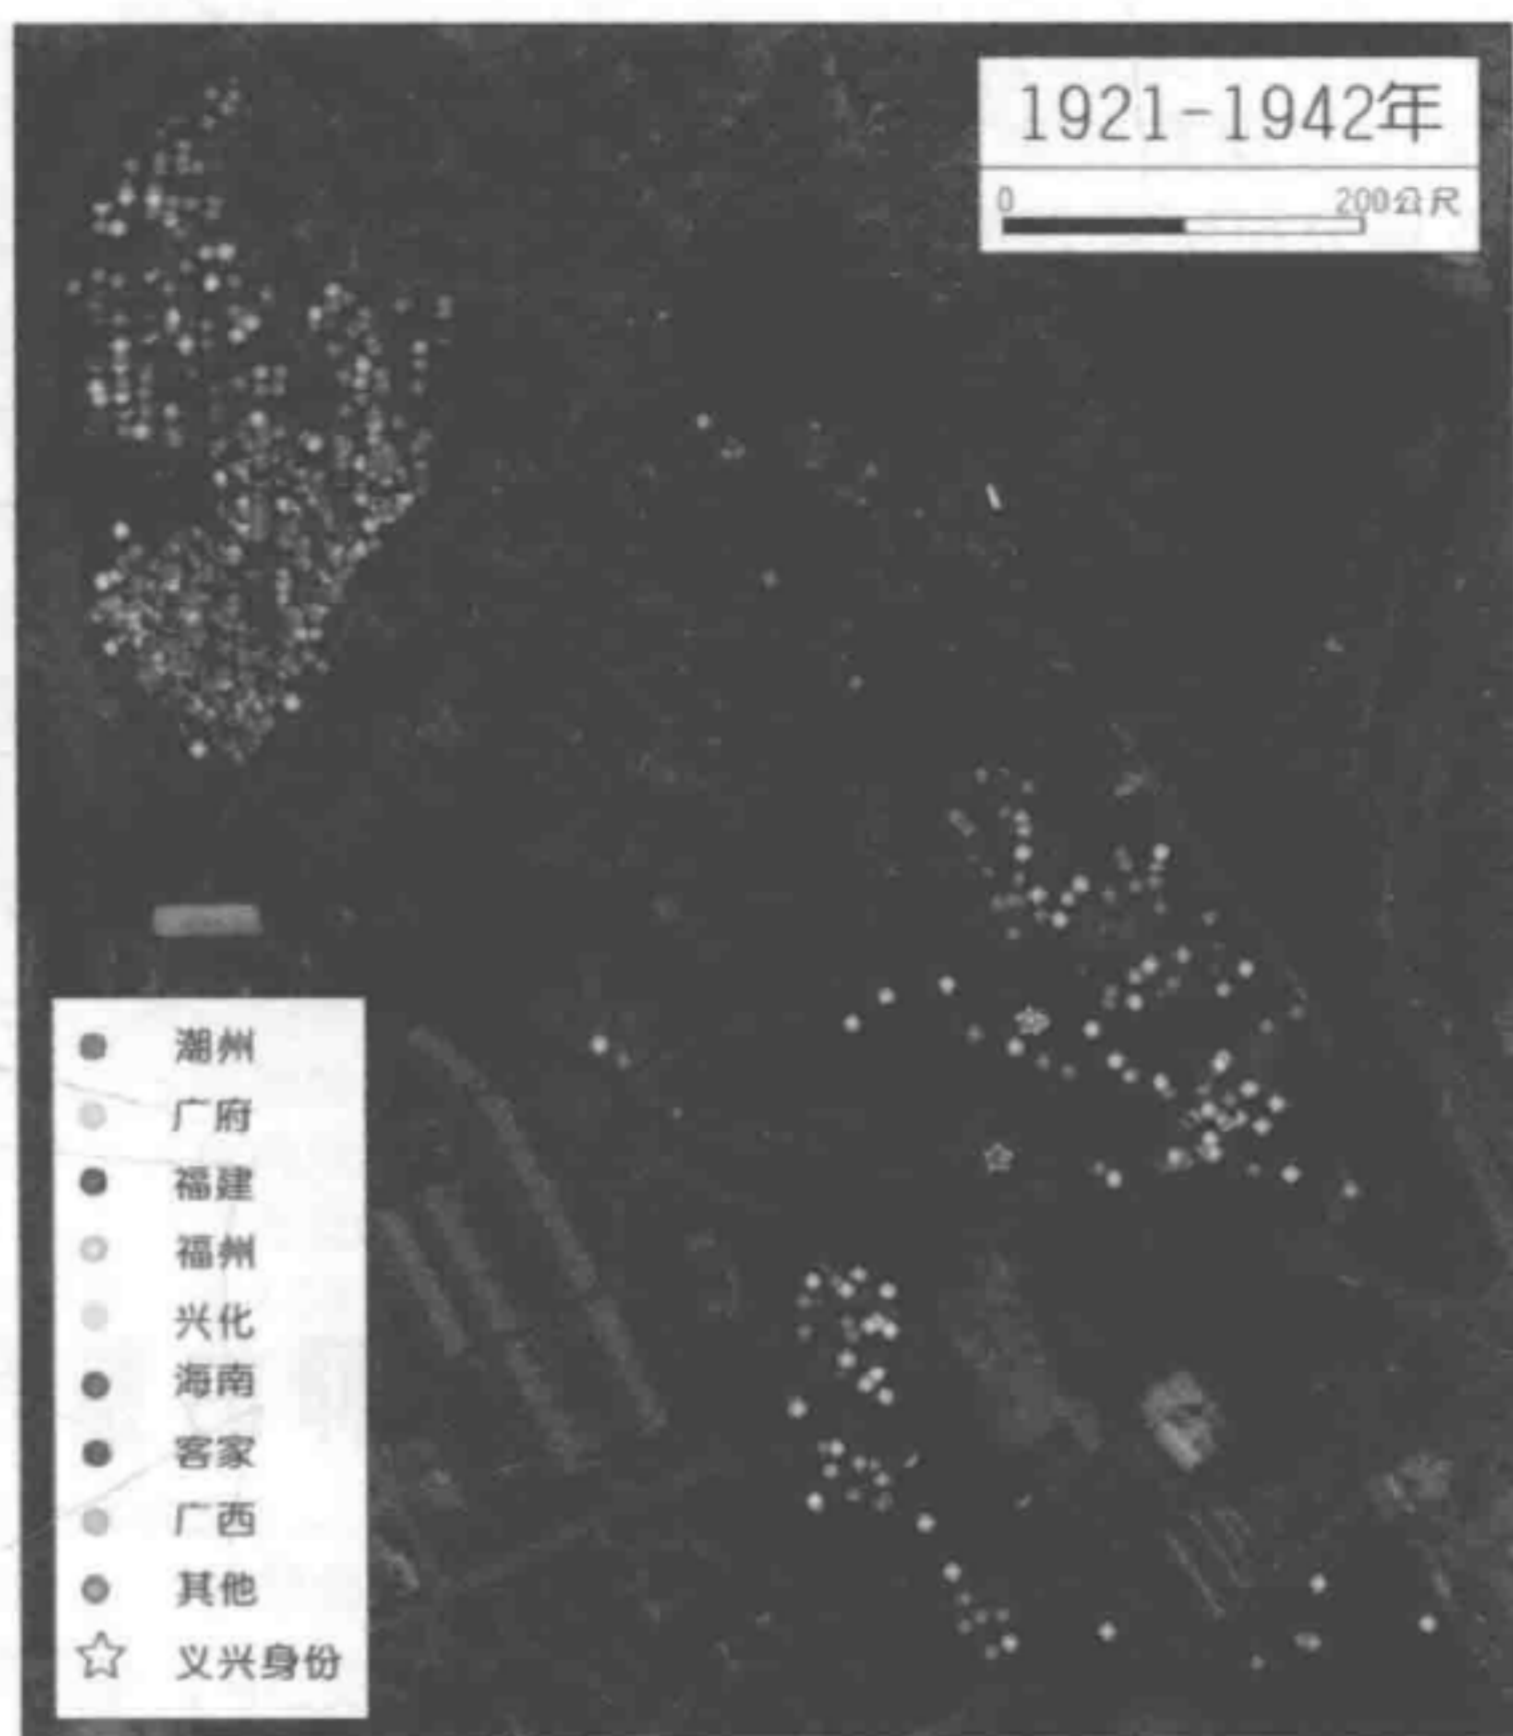 1921-1942年
0 200公尺
潮州
广府
福建
福州
兴化
海南
客家
广西
其他
义兴身份